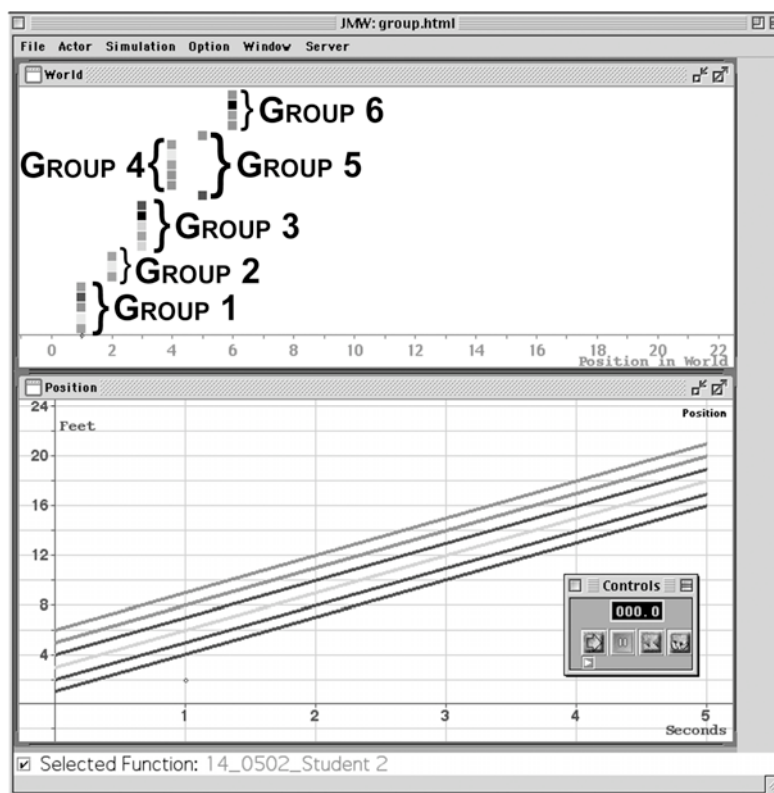 JMW: group.html
File Actor Simulation Option Window Server
World
GROUP 6
GROUP 4 GROUP 5
GROUP 3
GROUP 2
GROUP 1
0 2 4 6 8 10 12 14 16 18 20 22
Position in World
Position
24
Feet
Position
20
16
12
8
4
Controls
000.0
1 2 3 4 5
Seconds
Selected Function: 14_0502_Student 2